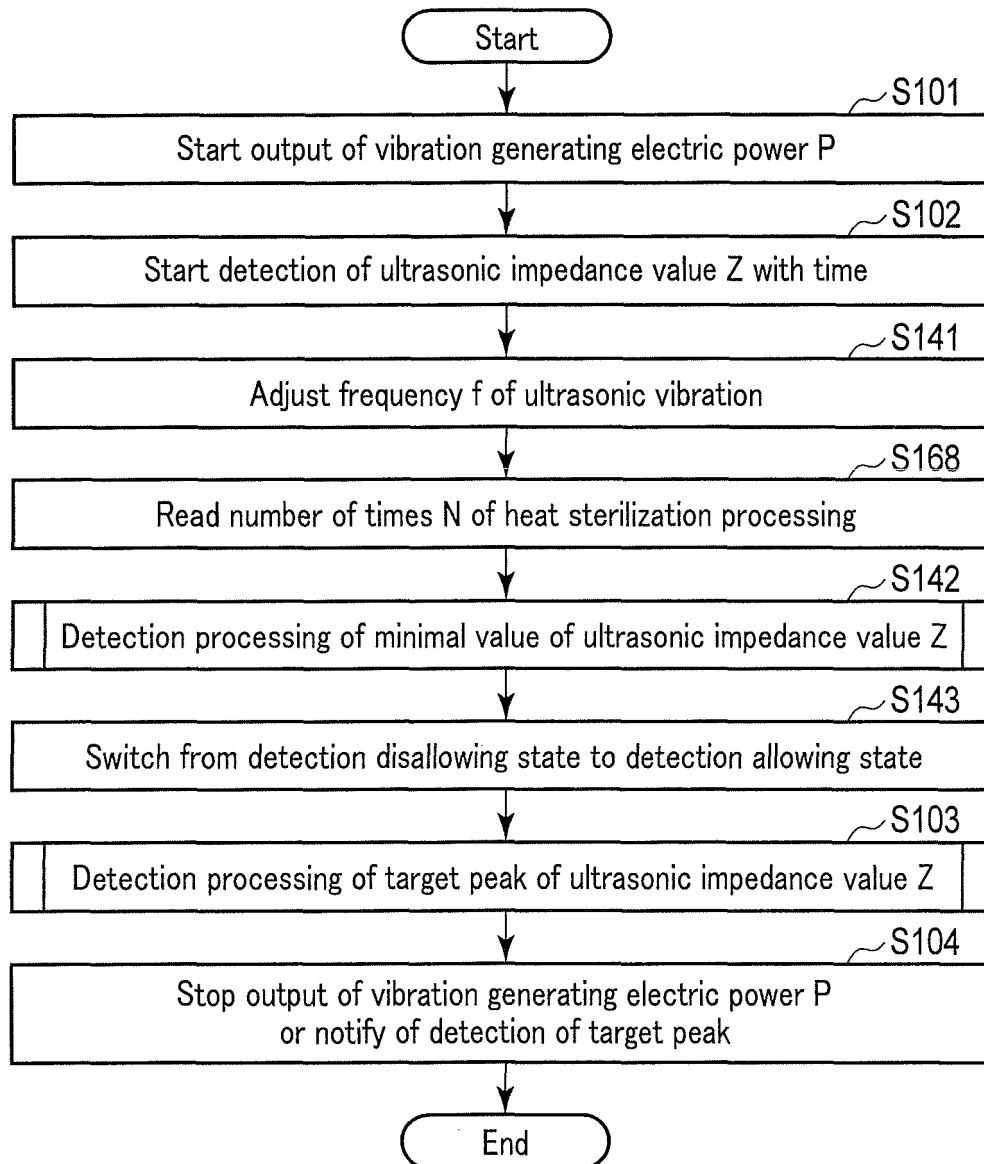 Start
S101
Start output of vibration generating electric power P
S102
Start detection of ultrasonic impedance value Z with time
S141
Adjust frequency f of ultrasonic vibration
S168
Read number of times N of heat sterilization processing
S142
Detection processing of minimal value of ultrasonic impedance value Z
S143
Switch from detection disallowing state to detection allowing state
S103
Detection processing of target peak of ultrasonic impedance value Z
S104
Stop output of vibration generating electric power P
or notify of detection of target peak
End